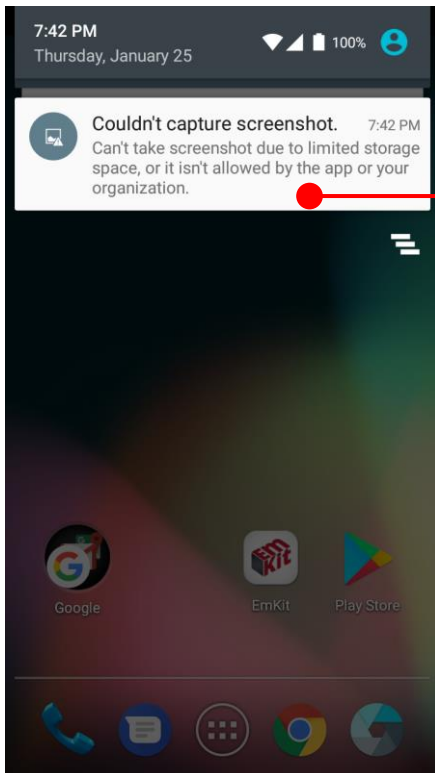 7:42 PM
Thursday, January 25
100%
Couldn't capture screenshot. 7:42 PM
Can't take screenshot due to limited storage
space, or it isn't allowed by the app or your
organization.
EmKit
Google EmKit Play Store